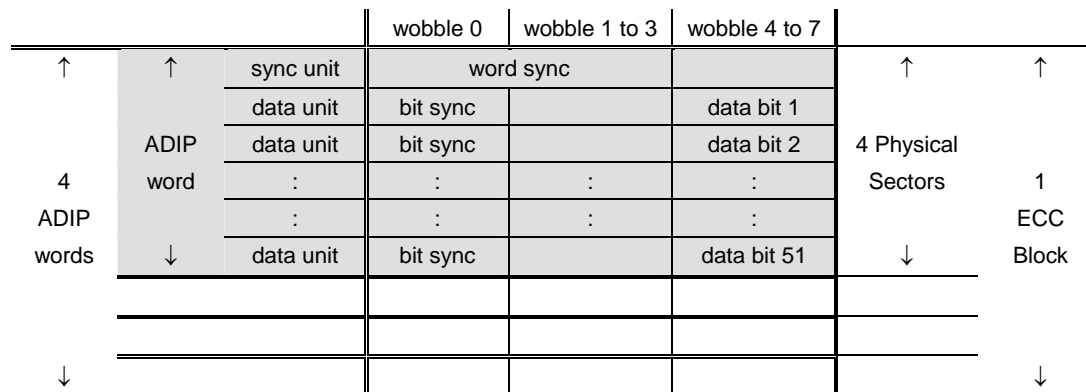 wobble 0 wobble 1 to 3 wobble 4 to 7
↑ ↑ sync unit word sync ↑ ↑
data unit bit sync data bit 1
ADIP data unit bit sync data bit 2 4 Physical
4 word : : : : Sectors 1
ADIP : : : : ECC
words ↓ data unit bit sync data bit 51 ↓ Block
↓ ↓